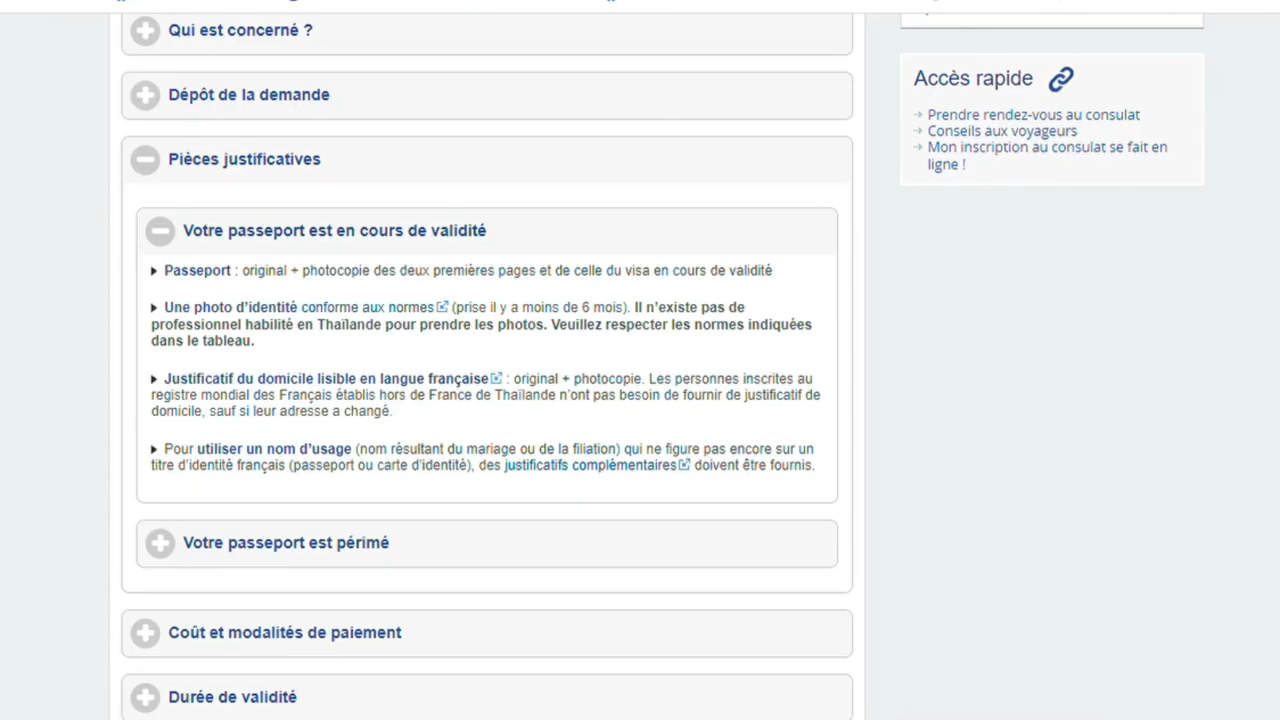 Qui est concerné ?
Dépôt de la demande
Pièces justificatives
Votre passeport est en cours de validité
Passeport : original + photocopie des deux premières pages et de celle du visa en cours de validité
Une photo d'identité conforme aux normes (prise il y a moins de 6 mois). Il n'existe pas de
professionnel habilité en Thaïlande pour prendre les photos. Veuillez respecter les normes indiquées
dans le tableau.
Justificatif du domicile lisible en langue française : original + photocopie. Les personnes inscrites au
registre mondial des Français établis hors de France de Thaïlande n'ont pas besoin de fournir de justificatif de
domicile, sauf si leur adresse a changé.
Pour utiliser un nom d'usage (nom résultant du mariage ou de la filiation) qui ne figure pas encore sur un
titre d'identité français (passeport ou carte d'identité), des justificatifs complémentaires doivent être fournis.
Votre passeport est périmé
Coût et modalités de paiement
Durée de validité
Accès rapide
Prendre rendez-vous au consulat
Conseils aux voyageurs
Mon inscription au consulat se fait en
ligne !